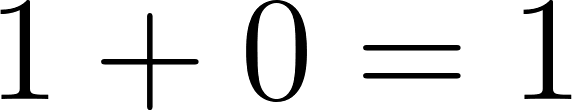 1 + 0 = 1